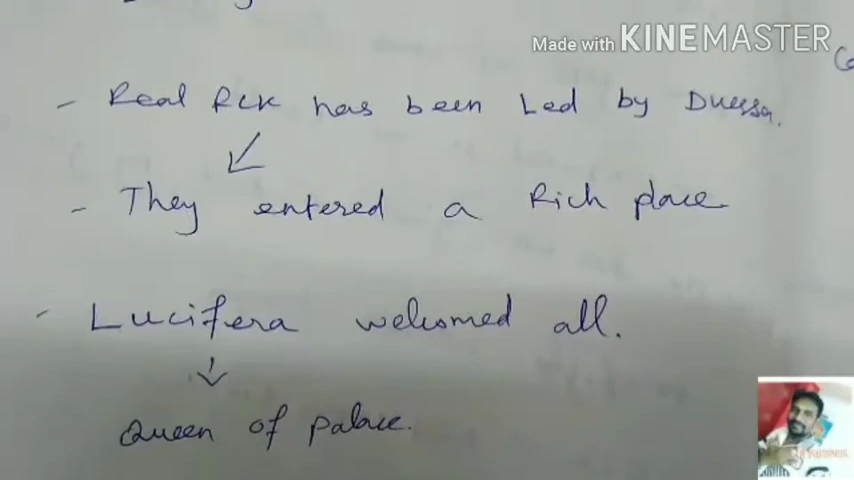 Made with KINEMASTER
- Real RCK has been Led by Duessa.
- They entered a Rich place
- Lucifera welcomed all.
Queen of palace.